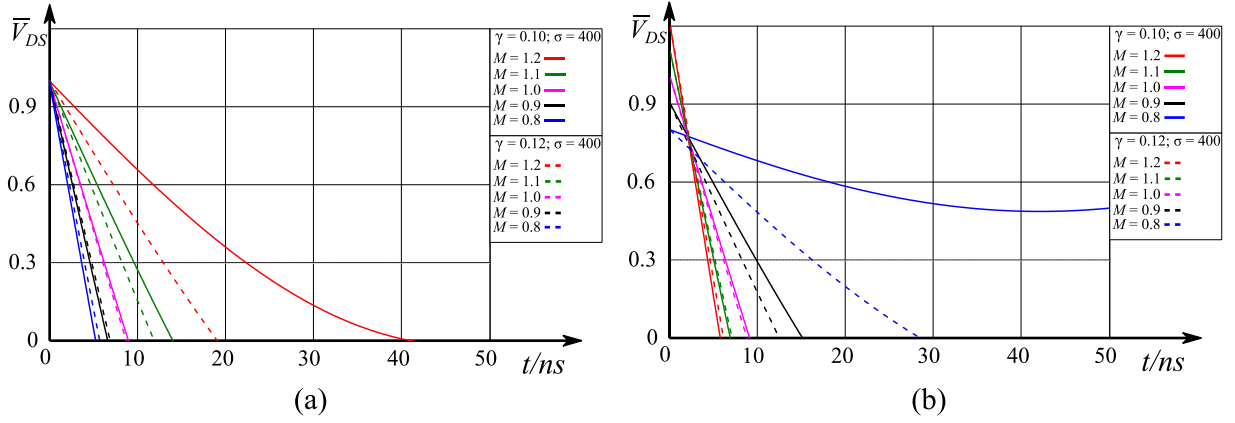 V̅_DS
γ = 0.10; σ = 400
M = 1.2
M = 1.1
M = 1.0
M = 0.9
M = 0.8
γ = 0.12; σ = 400
M = 1.2
M = 1.1
M = 1.0
M = 0.9
M = 0.8
0.9
0.6
0.3
0
0 10 20 30 40 50
t/ns
(a)
V̅_DS
γ = 0.10; σ = 400
M = 1.2
M = 1.1
M = 1.0
M = 0.9
M = 0.8
γ = 0.12; σ = 400
M = 1.2
M = 1.1
M = 1.0
M = 0.9
M = 0.8
0.9
0.6
0.3
0
0 10 20 30 40 50
t/ns
(b)